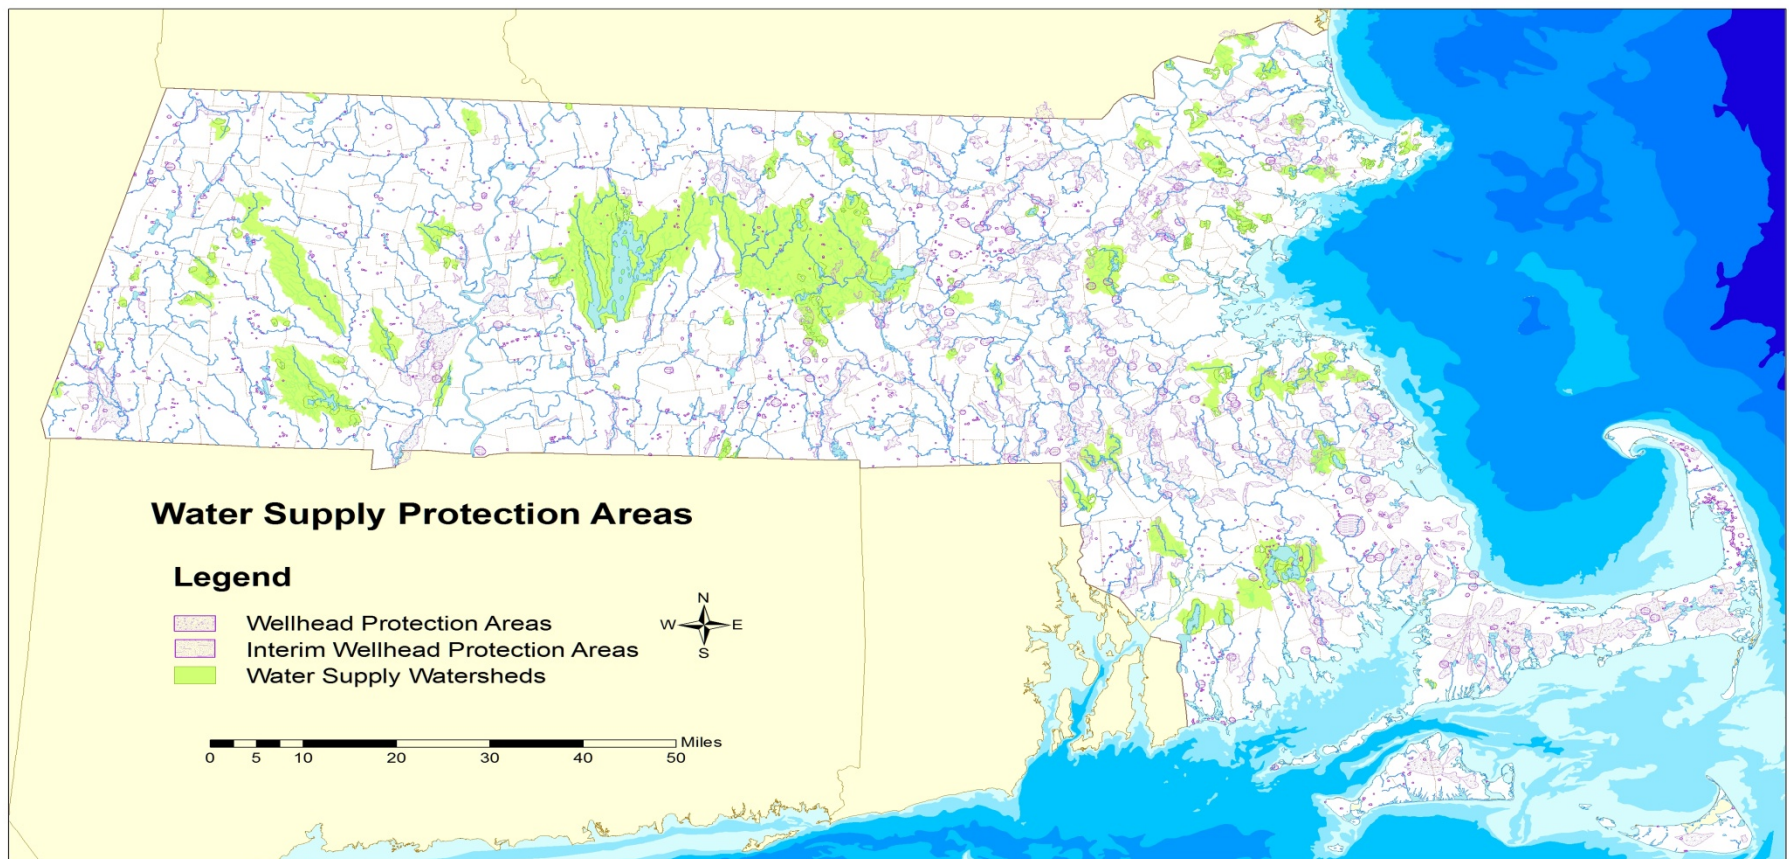 Water Supply Protection Areas
Legend
Wellhead Protection Areas
Interim Wellhead Protection Areas
Water Supply Watersheds
N
W E
S
Miles
0 5 10 20 30 40 50